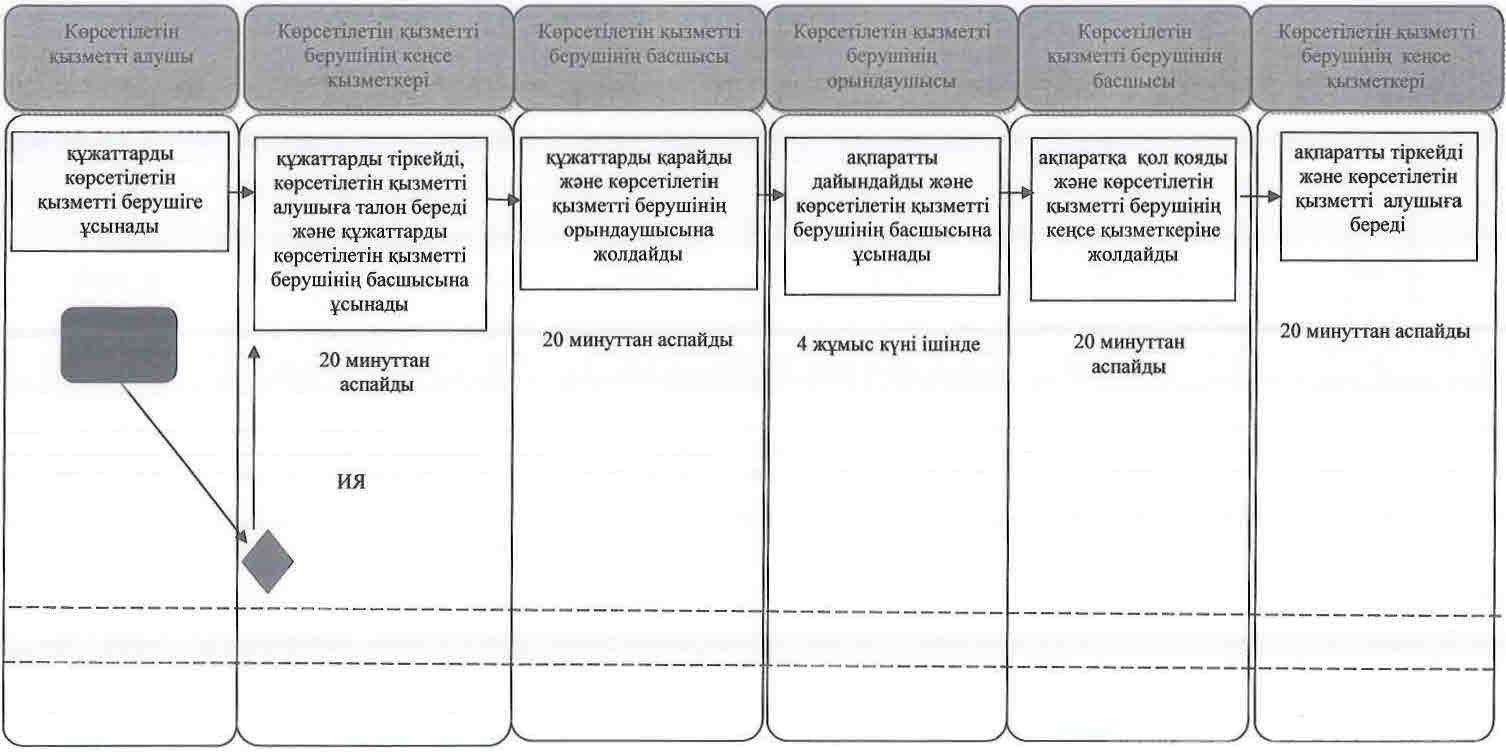 Көрсетілетін
қызметті алушы
Көрсетілетін қызметті
берушінің кеңсе
қызметкері
Көрсетілетін қызметті
берушінің басшысы
Көрсетілетін қызметті
берушінің
орындаушысы
Көрсетілетін
қызметті берушінің
басшысы
Көрсетілетін қызметті
берушінің кеңсе
қызметкері
құжаттарды
көрсетілетін
қызметті берушіге
ұсынады
құжаттарды тіркейді,
көрсетілетін қызметті
алушыға талон береді
және құжаттарды
көрсетілетін қызметті
берушінің басшысына
ұсынады
20 минуттан
аспайды
ИЯ
құжаттарды қарайды
және көрсетілетін
қызметті берушінің
орындаушысына
жолдайды
20 минуттан аспайды
ақпаратты
дайындайды және
көрсетілетін қызметті
берушінің басшысына
ұсынады
4 жұмыс күні ішінде
ақпаратқа қол қояды
және көрсетілетін
қызметті берушінің
кеңсе қызметкеріне
жолдайды
20 минуттан
аспайды
ақпаратты тіркейді
және көрсетілетін
қызметті алушыға
береді
20 минуттан аспайды